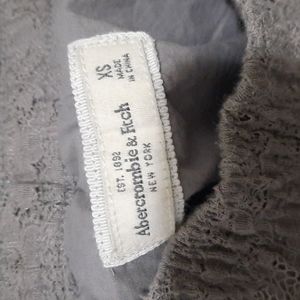 XS
MADE
IN CHINA
EST. 1892
Abercrombie & Fitch
NEW YORK